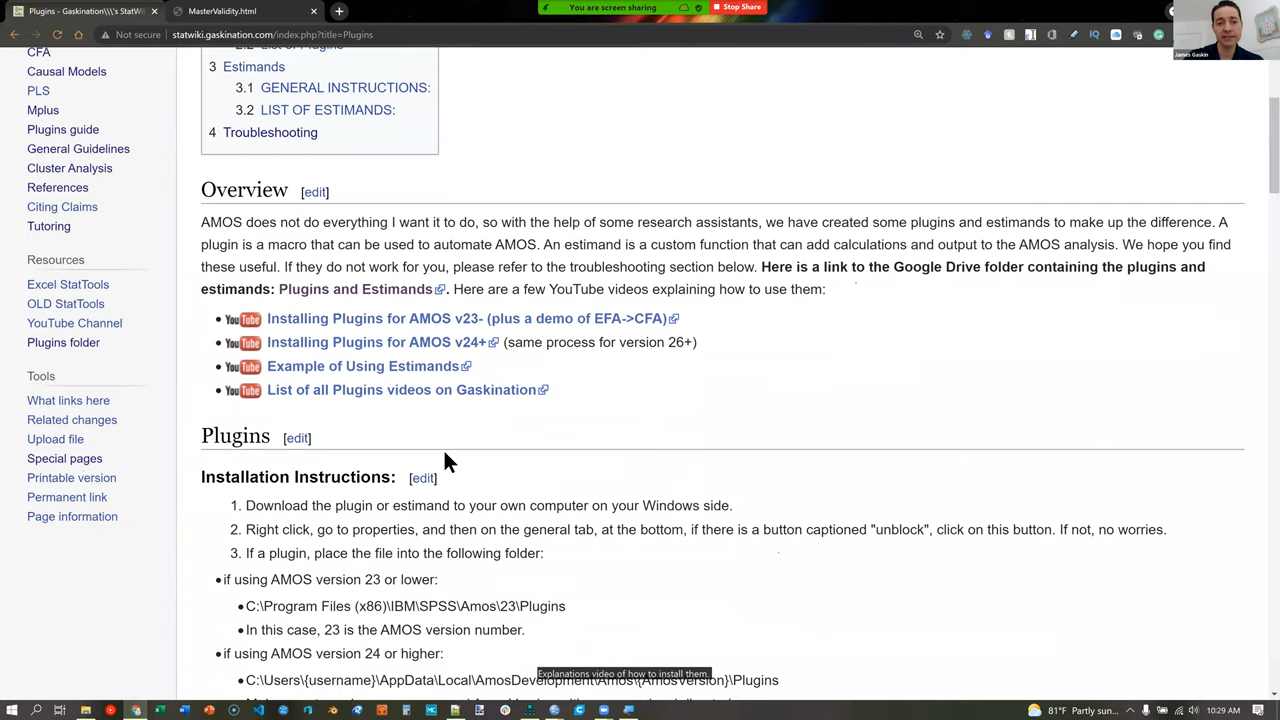 Plugins - Gaskination\\\'s StatWi
MasterValidity.html
You are screen sharing
Stop Share
Not secure
statwiki.gaskination.com/index.php?title=Plugins
James Gaskin
CFA
Causal Models
PLS
Mplus
Plugins guide
General Guidelines
Cluster Analysis
References
Citing Claims
Tutoring
Resources
Excel StatTools
OLD StatTools
YouTube Channel
Plugins folder
Tools
What links here
Related changes
Upload file
Special pages
Printable version
Permanent link
Page information
3 Estimands
3.1 GENERAL INSTRUCTIONS:
3.2 LIST OF ESTIMANDS:
4 Troubleshooting
Overview [edit]
AMOS does not do everything I want it to do, so with the help of some research assistants, we have created some plugins and estimands to make up the difference. A
plugin is a macro that can be used to automate AMOS. An estimand is a custom function that can add calculations and output to the AMOS analysis. We hope you find
these useful. If they do not work for you, please refer to the troubleshooting section below. Here is a link to the Google Drive folder containing the plugins and
estimands: Plugins and Estimands. Here are a few YouTube videos explaining how to use them:
• YouTube Installing Plugins for AMOS v23- (plus a demo of EFA->CFA)
• YouTube Installing Plugins for AMOS v24+ (same process for version 26+)
• YouTube Example of Using Estimands
• YouTube List of all Plugins videos on Gaskination
Plugins [edit]
Installation Instructions: [edit]
1. Download the plugin or estimand to your own computer on your Windows side.
2. Right click, go to properties, and then on the general tab, at the bottom, if there is a button captioned "unblock", click on this button. If not, no worries.
3. If a plugin, place the file into the following folder:
• if using AMOS version 23 or lower:
• C:\Program Files (x86)\IBM\SPSS\Amos\23\Plugins
• In this case, 23 is the AMOS version number.
• if using AMOS version 24 or higher:
Explanations video of how to install them.
• C:\Users\{username}\AppData\Local\AmosDevelopment\Amos\{AmosVersion}\Plugins
81°F Partly sun...
10:29 AM